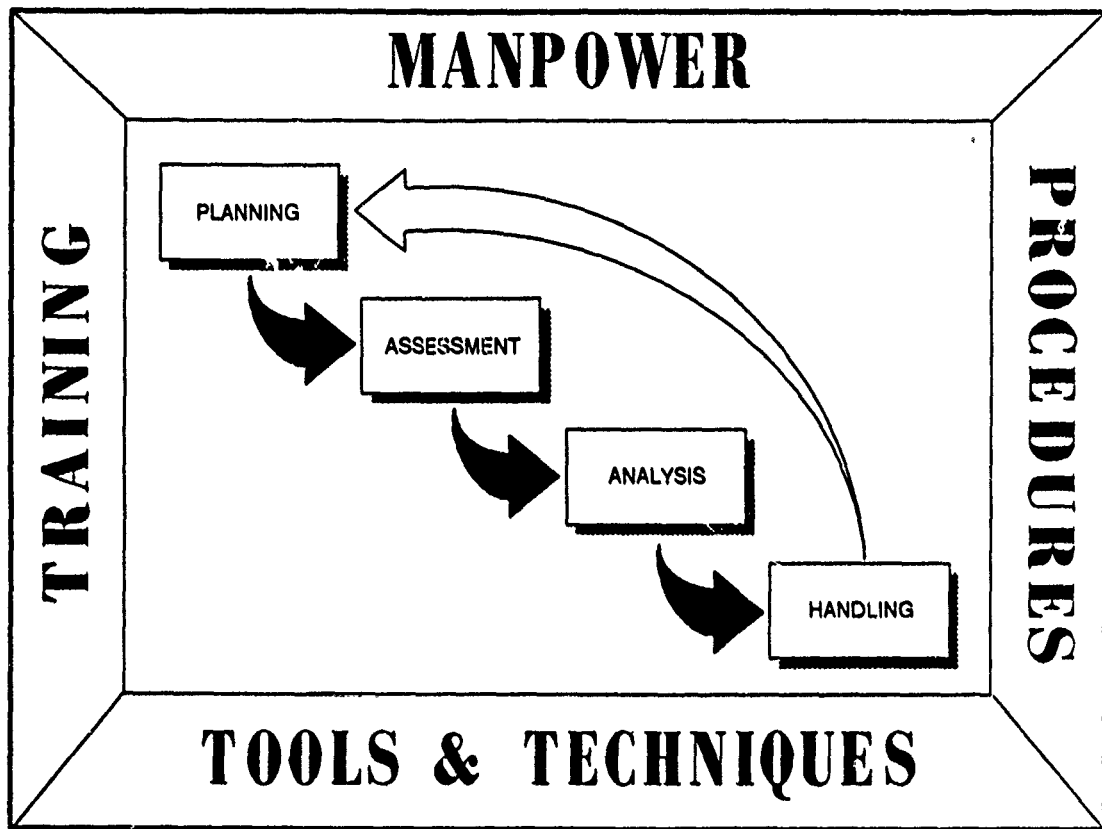 MANPOWER
TRAINING
PLANNING
ASSESSMENT
ANALYSIS
HANDLING
PROCEDURES
TOOLS & TECHNIQUES